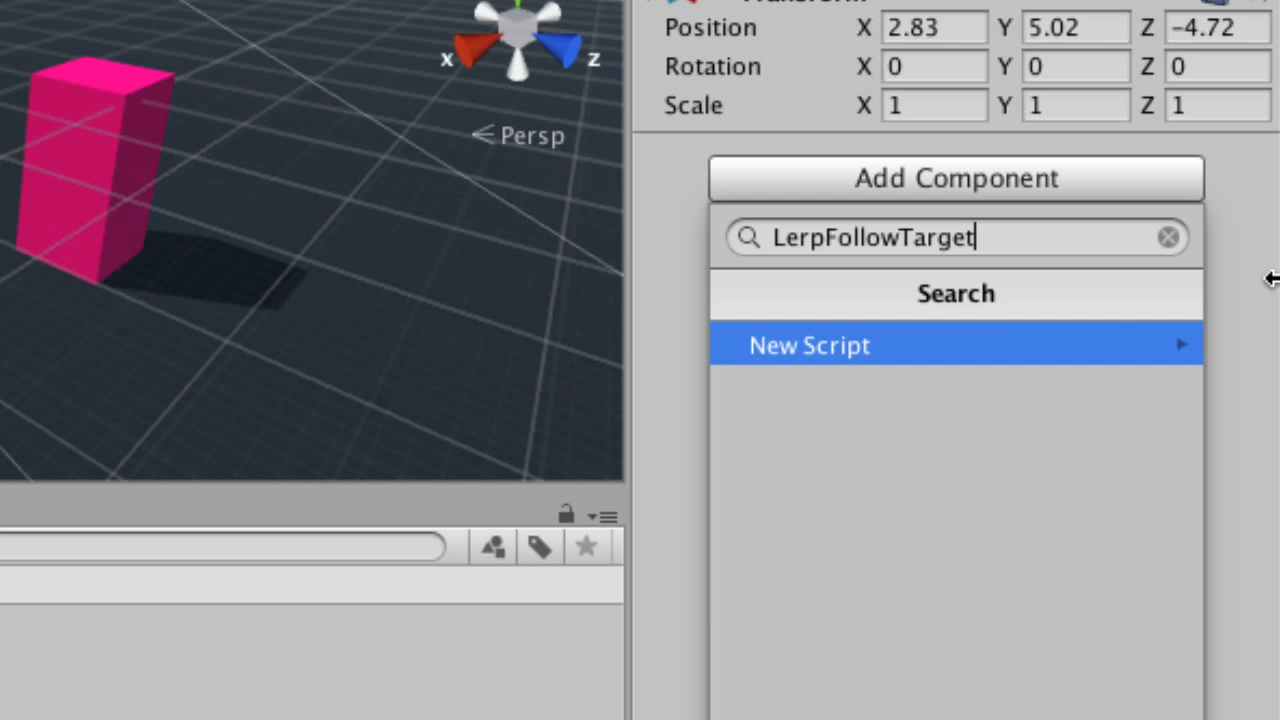 Transform
Position X 2.83 Y 5.02 Z -4.72
Rotation X 0 Y 0 Z 0
Scale X 1 Y 1 Z 1
x z
Persp
Add Component
LerpFollowTarget
Search
New Script